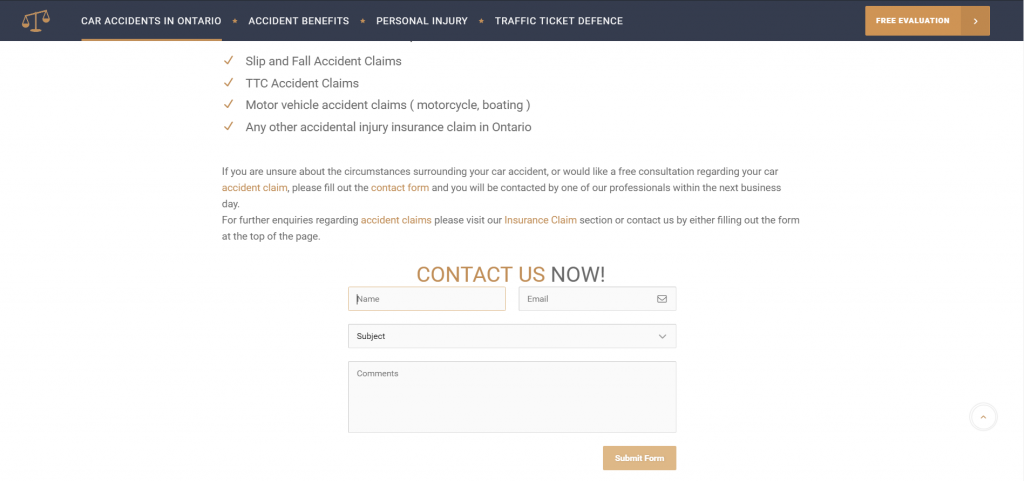 CAR ACCIDENTS IN ONTARIO ★ ACCIDENT BENEFITS ★ PERSONAL INJURY ★ TRAFFIC TICKET DEFENCE
FREE EVALUATION
Slip and Fall Accident Claims
TTC Accident Claims
Motor vehicle accident claims ( motorcycle, boating )
Any other accidental injury insurance claim in Ontario
If you are unsure about the circumstances surrounding your car accident, or would like a free consultation regarding your car
accident claim, please fill out the contact form and you will be contacted by one of our professionals within the next business
day.
For further enquiries regarding accident claims please visit our Insurance Claim section or contact us by either filling out the form
at the top of the page.
CONTACT US NOW!
Name
Email
Subject
Comments
Submit Form